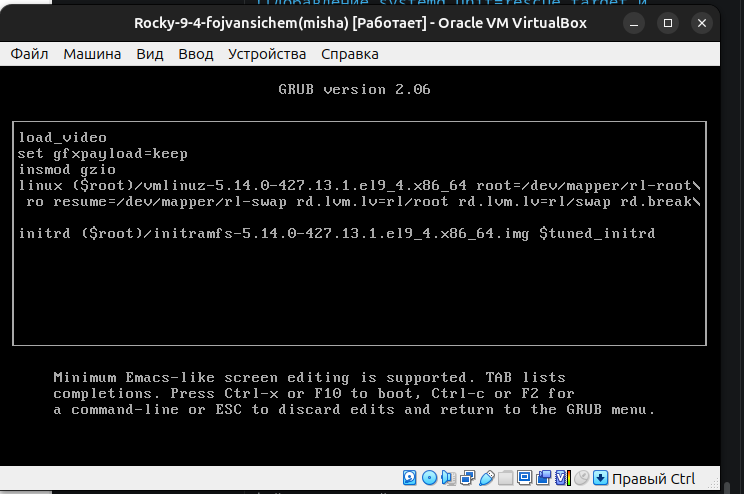 Rocky-9-4-fojvansichem(misha) [Работает] - Oracle VM VirtualBox
Файл Машина Вид Ввод Устройства Справка
GRUB version 2.06
load_video
set gfxpayload=keep
insmod gzio
linux ($root)/vmlinuz-5.14.0-427.13.1.el9_4.x86_64 root=/dev/mapper/rl-root\
ro resume=/dev/mapper/rl-swap rd.lvm.lv=rl/root rd.lvm.lv=rl/swap rd.break\
initrd ($root)/initramfs-5.14.0-427.13.1.el9_4.x86_64.img $tuned_initrd
Minimum Emacs-like screen editing is supported. TAB lists
completions. Press Ctrl-x or F10 to boot, Ctrl-c or F2 for
a command-line or ESC to discard edits and return to the GRUB menu.
Правый Ctrl